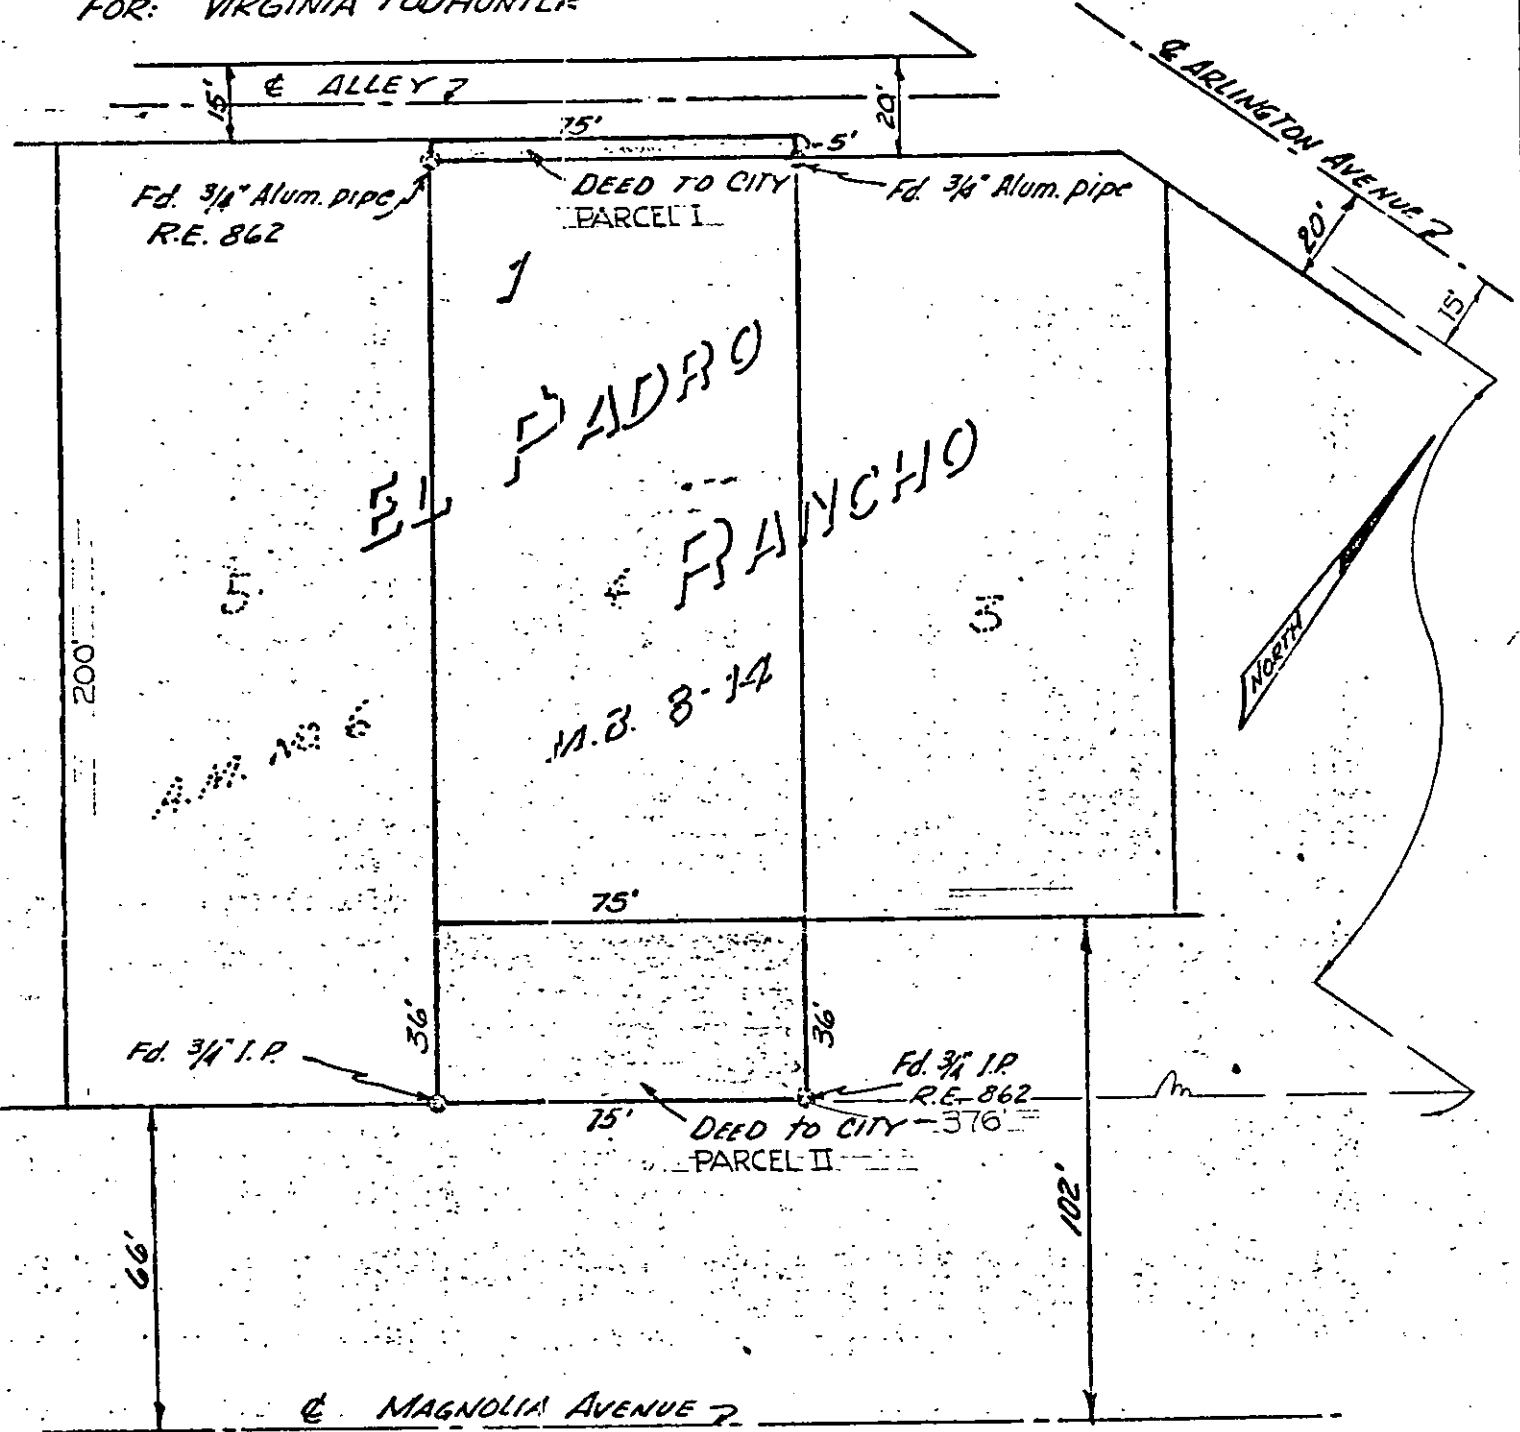 FOR: VIRGINIA
℄ ALLEY
15'
20'
75'
5'
℄ ARLINGTON AVENUE
Fd. 3/4" Alum. pipe
R.E. 862
DEED TO CITY
PARCEL I
Fd. 3/4" Alum. pipe
20'
15'
1
EL PADRO
RANCHO
5
4
3
200'
M.B. 8-14
NORTH
75'
36'
36'
Fd. 3/4" I.P.
Fd. 3/4" I.P.
R.E. 862
75'
DEED TO CITY
376'
PARCEL II
66'
102'
℄ MAGNOLIA AVENUE